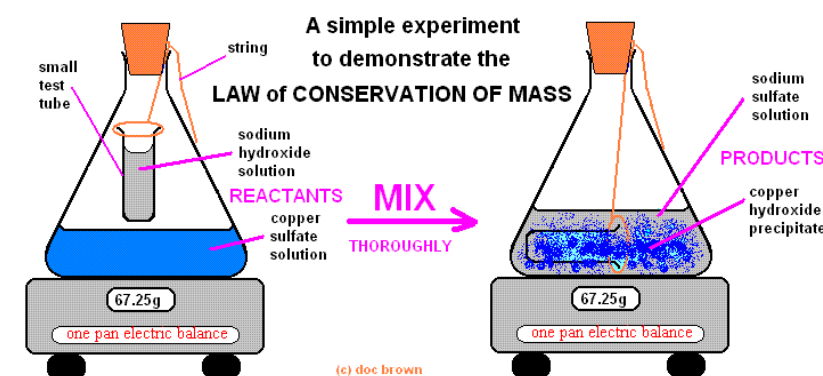 A simple experiment
to demonstrate the
LAW of CONSERVATION OF MASS
string
small
test
tube
sodium
hydroxide
solution
REACTANTS
copper
sulfate
solution
MIX
THOROUGHLY
sodium
sulfate
solution
PRODUCTS
copper
hydroxide
precipitate
67.25g
one pan electric balance
67.25g
one pan electric balance
(c) doc brown